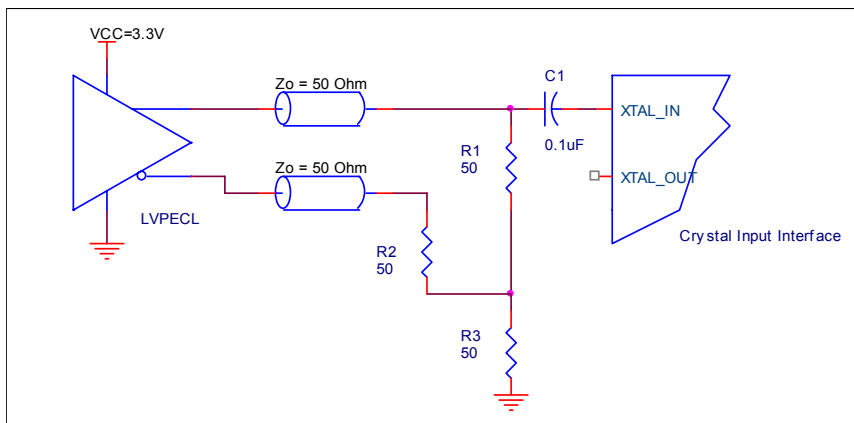 VCC=3.3V
Zo = 50 Ohm
C1
XTAL_IN
0.1uF
R1
50
Zo = 50 Ohm
XTAL_OUT
LVPECL
Crystal Input Interface
R2
50
R3
50